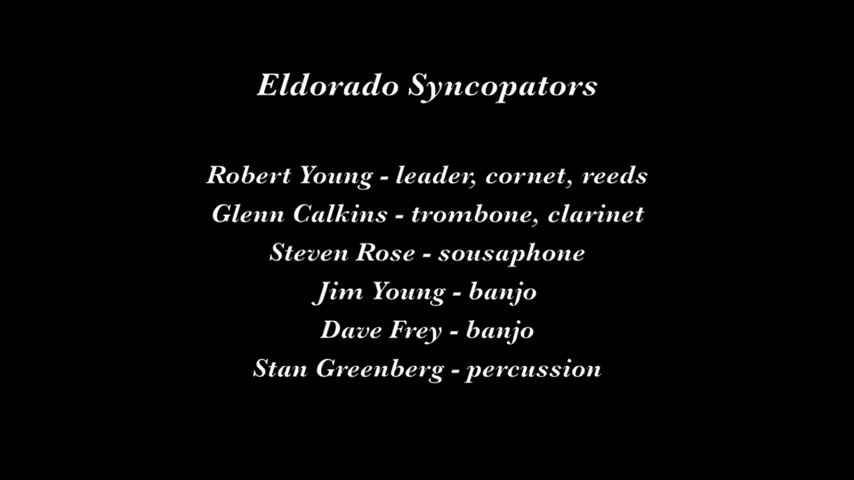 Eldorado Syncopators
Robert Young - leader, cornet, reeds
Glenn Calkins - trombone, clarinet
Steven Rose - sousaphone
Jim Young - banjo
Dave Frey - banjo
Stan Greenberg - percussion